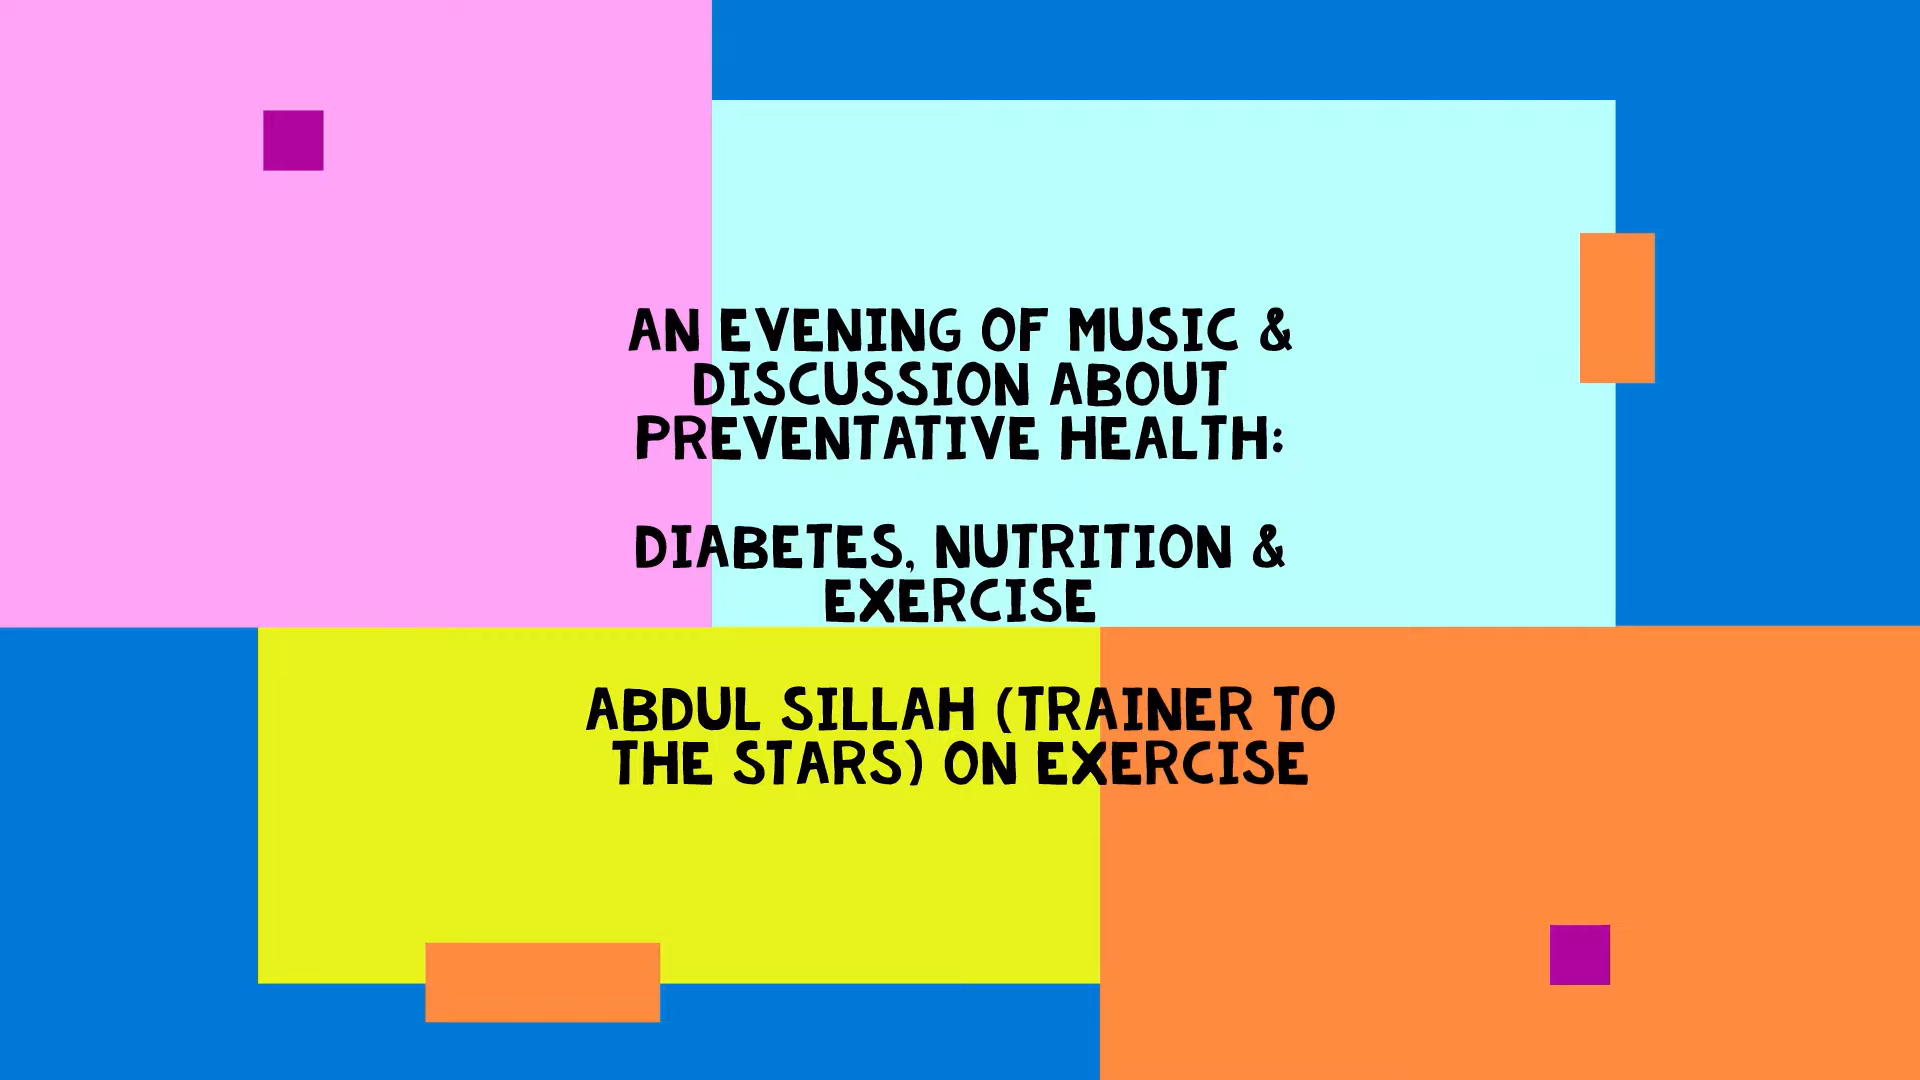 AN EVENING OF MUSIC &
DISCUSSION ABOUT
PREVENTATIVE HEALTH:
DIABETES, NUTRITION &
EXERCISE
ABDUL SILLAH (TRAINER TO
THE STARS) ON EXERCISE